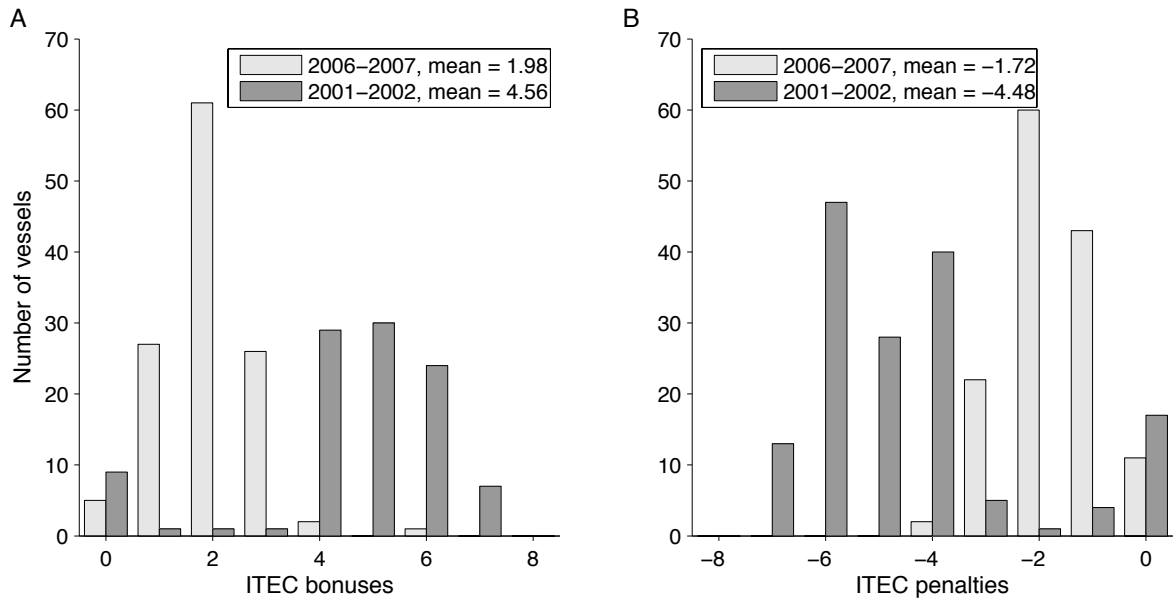 A
70
60
50
40
30
20
10
0
Number of vessels
2006−2007, mean = 1.98
2001−2002, mean = 4.56
0 2 4 6 8
ITEC bonuses
B
70
60
50
40
30
20
10
0
2006−2007, mean = −1.72
2001−2002, mean = −4.48
−8 −6 −4 −2 0
ITEC penalties